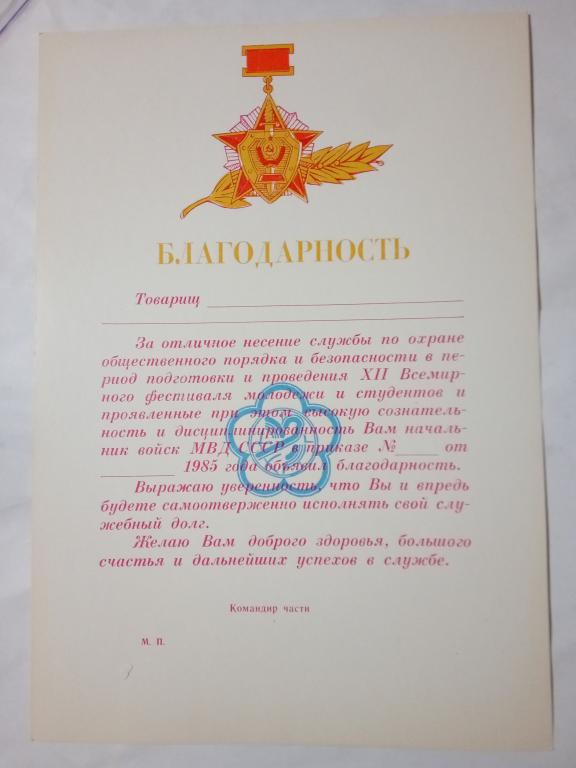 БЛАГОДАРНОСТЬ
Товарищ
За отличное несение службы по охране
общественного порядка и безопасности в пе-
риод подготовки и проведения XII Всемир-
ного фестиваля молодежи и студентов и
проявленные при этом высокую сознатель-
ность и дисциплинированность Вам началь-
ник войск МВД СССР в приказе №____ от
________ 1985 года объявил благодарность.
Выражаю уверенность, что Вы и впредь
будете самоотверженно исполнять свой слу-
жебный долг.
Желаю Вам доброго здоровья, большого
счастья и дальнейших успехов в службе.
Командир части
М. П.